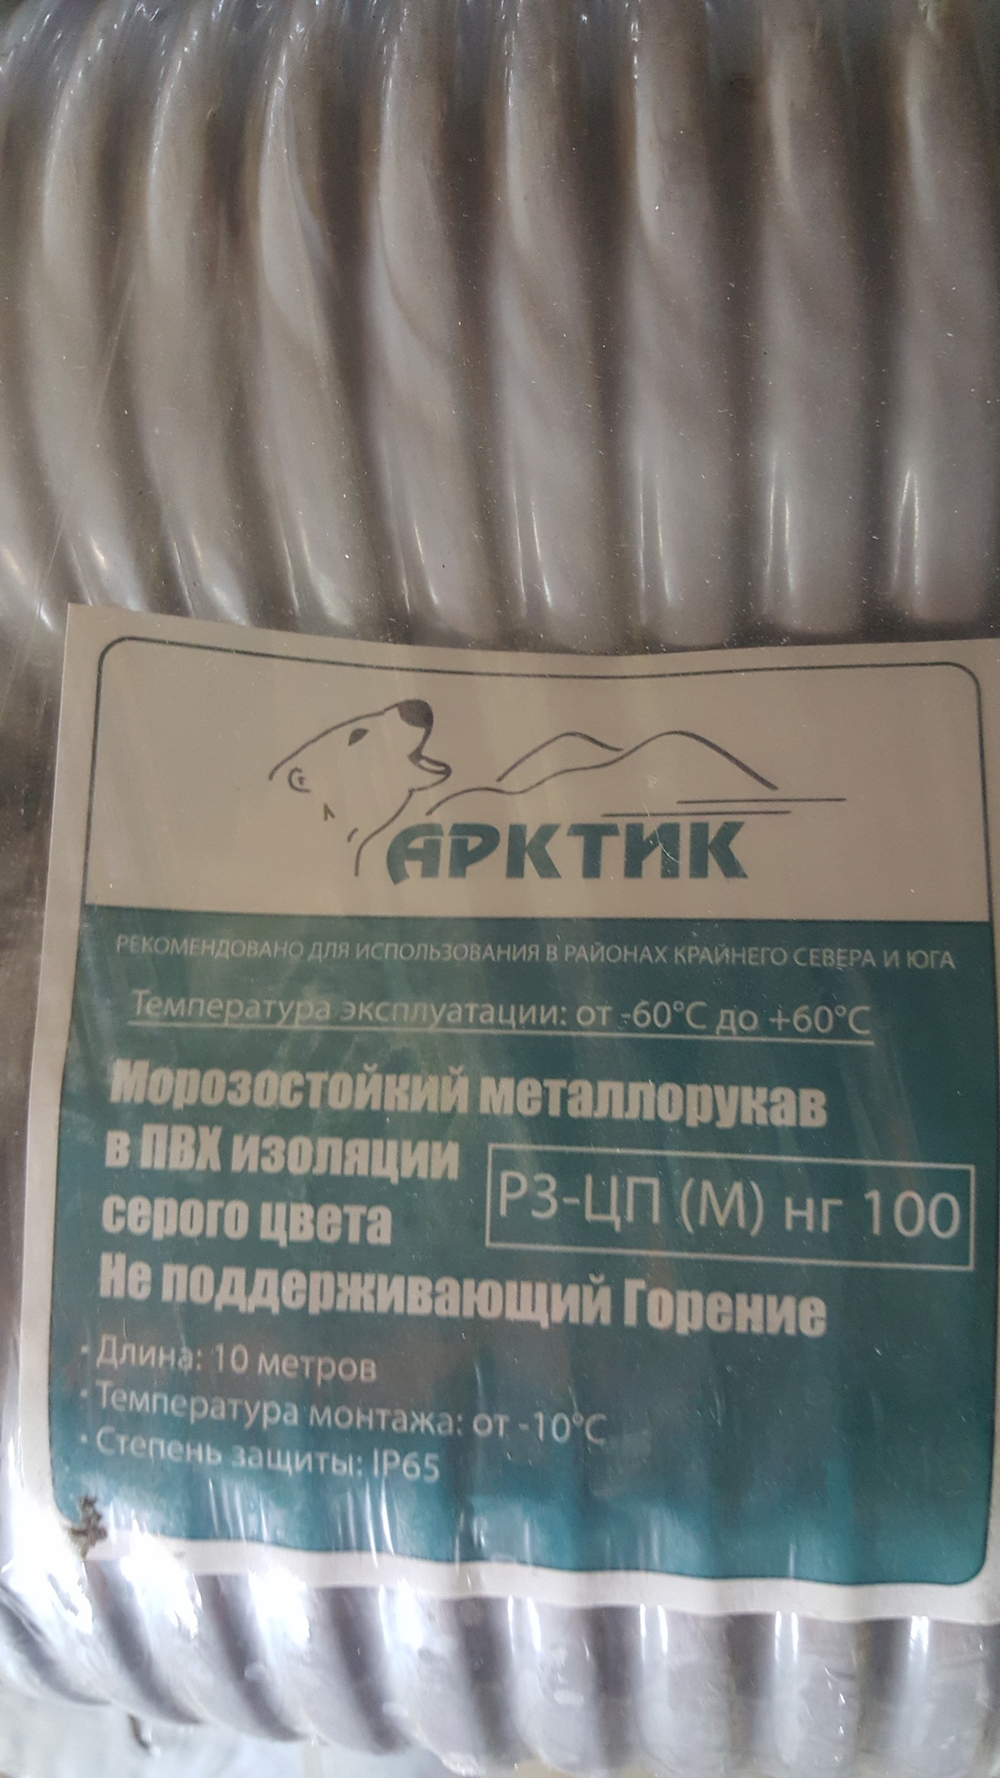 АРКТИК
РЕКОМЕНДОВАНО ДЛЯ ИСПОЛЬЗОВАНИЯ В РАЙОНАХ КРАЙНЕГО СЕВЕРА И ЮГА
Температура эксплуатации: от -60°С до +60°С
Морозостойкий металлорукав
в ПВХ изоляции
серого цвета
РЗ-ЦП (М) нг 100
Не поддерживающий Горение
· Длина: 10 метров
· Температура монтажа: от -10°С
· Степень защиты: IP65